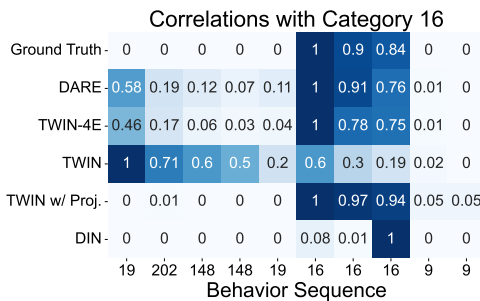 Correlations with Category 16
Ground Truth 0 0 0 0 0 1 0.9 0.84 0 0
DARE 0.58 0.19 0.12 0.07 0.11 1 0.91 0.76 0.01 0
TWIN-4E 0.46 0.17 0.06 0.03 0.04 1 0.78 0.75 0.01 0
TWIN 1 0.71 0.6 0.5 0.2 0.6 0.3 0.19 0.02 0
TWIN w/ Proj. 0 0.01 0 0 0 1 0.97 0.94 0.05 0.05
DIN 0 0 0 0 0 0.08 0.01 1 0 0
19 202 148 148 19 16 16 16 9 9
Behavior Sequence